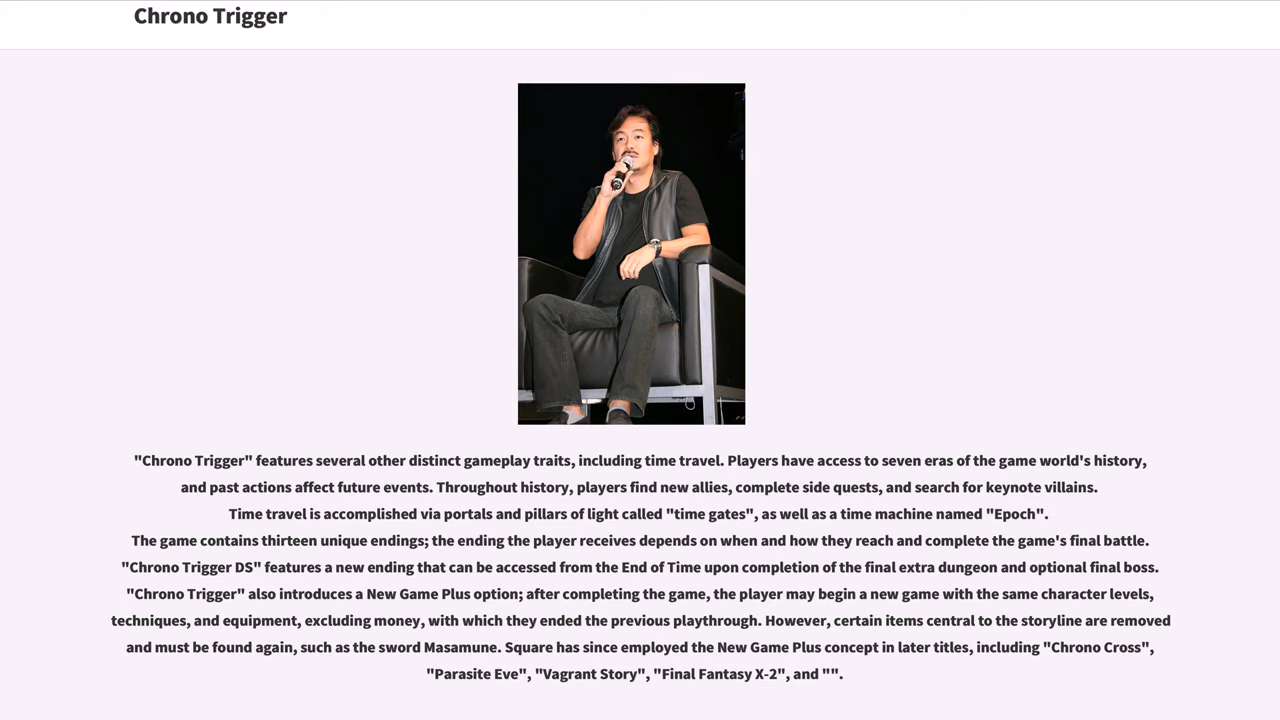 Chrono Trigger
"Chrono Trigger" features several other distinct gameplay traits, including time travel. Players have access to seven eras of the game world's history,
and past actions affect future events. Throughout history, players find new allies, complete side quests, and search for keynote villains.
Time travel is accomplished via portals and pillars of light called "time gates", as well as a time machine named "Epoch".
The game contains thirteen unique endings; the ending the player receives depends on when and how they reach and complete the game's final battle.
"Chrono Trigger DS" features a new ending that can be accessed from the End of Time upon completion of the final extra dungeon and optional final boss.
"Chrono Trigger" also introduces a New Game Plus option; after completing the game, the player may begin a new game with the same character levels,
techniques, and equipment, excluding money, with which they ended the previous playthrough. However, certain items central to the storyline are removed
and must be found again, such as the sword Masamune. Square has since employed the New Game Plus concept in later titles, including "Chrono Cross",
"Parasite Eve", "Vagrant Story", "Final Fantasy X-2", and "".